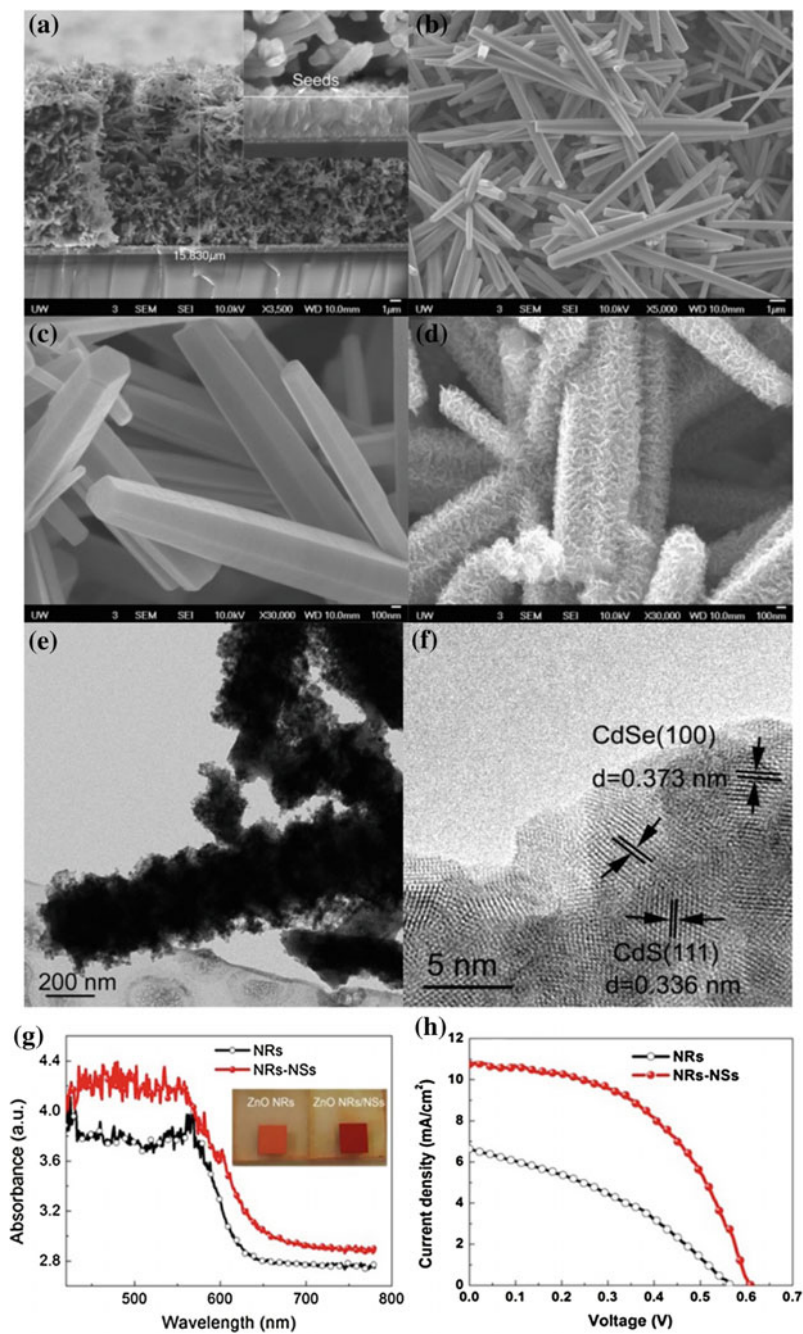 (a)
Seeds
15.830μm
UW 3 SEM SEI 10.0kV X3,500 WD 10.0mm 1μm
(b)
UW 3 SEM SEI 10.0kV X5,000 WD 10.0mm 1μm
(c)
UW 3 SEM SEI 10.0kV X30,000 WD 10.0mm 100nm
(d)
UW 3 SEM SEI 10.0kV X30,000 WD 10.0mm 100nm
(e)
200 nm
(f)
CdSe(100)
d=0.373 nm
CdS(111)
d=0.336 nm
5 nm
(g)
NRs
NRs-NSs
ZnO NRs
ZnO NRs/NSs
Absorbance (a.u.)
4.4
4.0
3.6
3.2
2.8
500 600 700 800
Wavelength (nm)
(h)
NRs
NRs-NSs
Current density (mA/cm²)
12
10
8
6
4
2
0
0.0 0.1 0.2 0.3 0.4 0.5 0.6 0.7
Voltage (V)